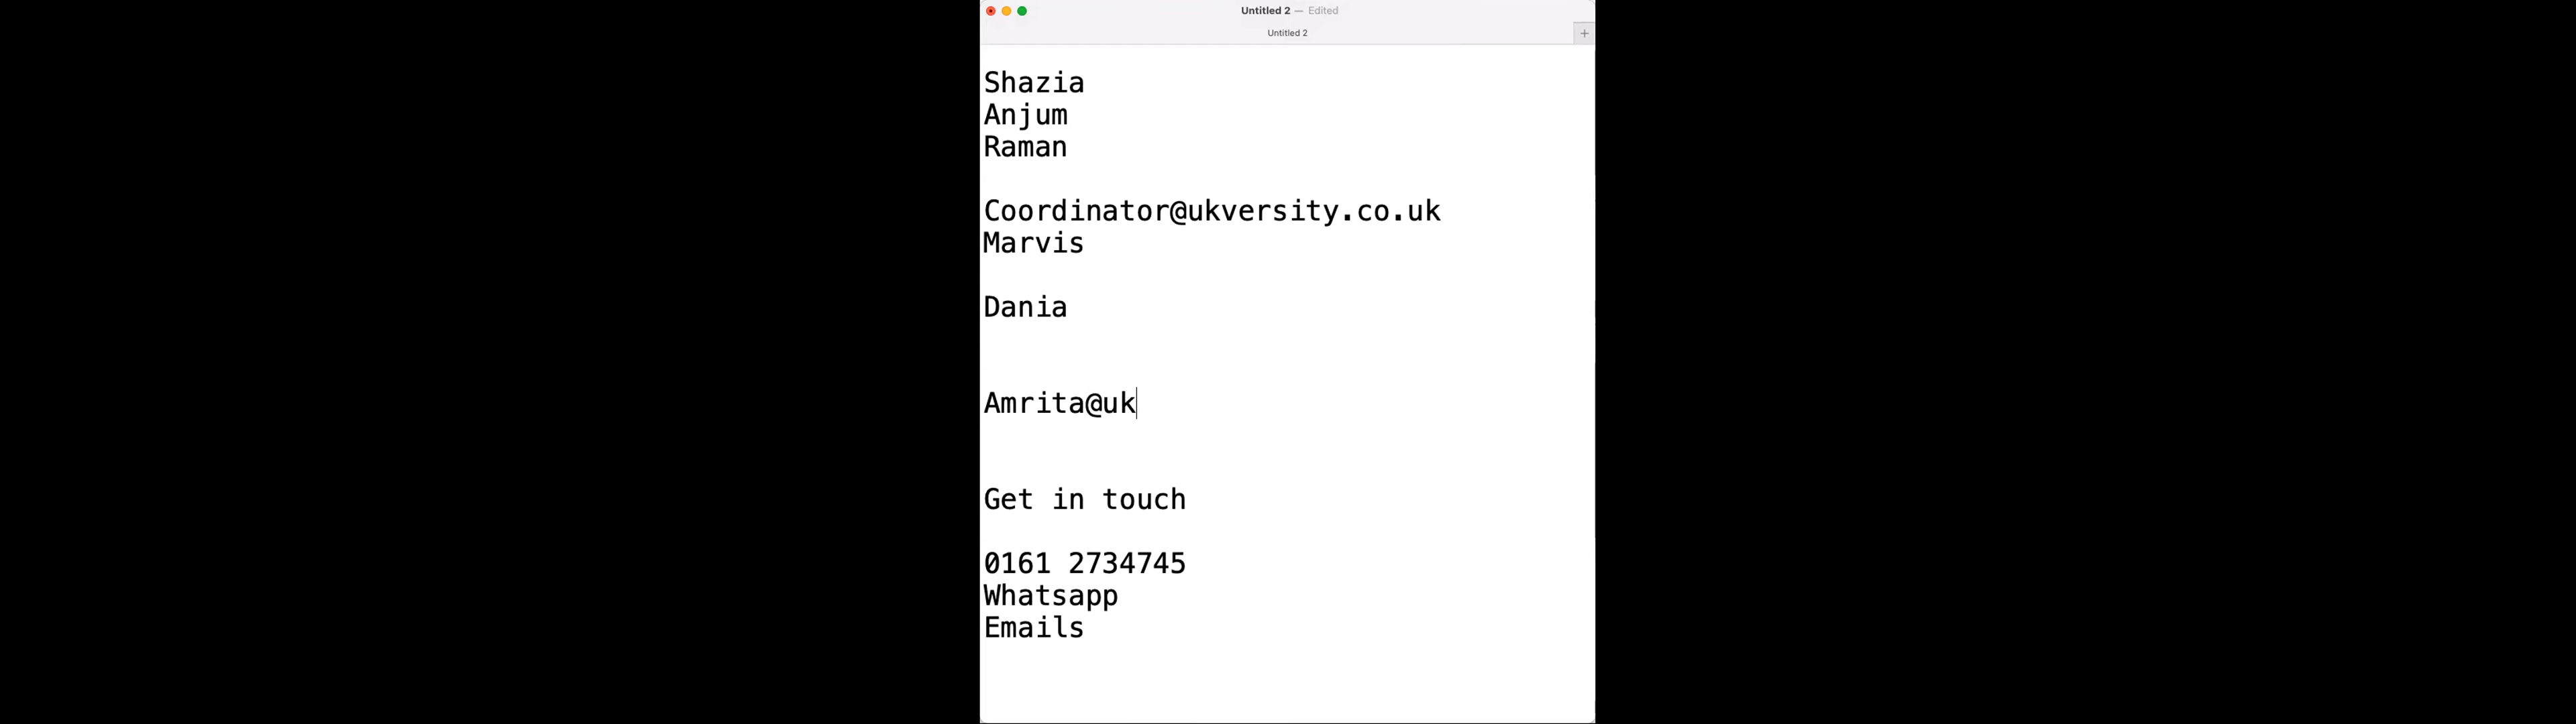 Untitled 2 — Edited
Untitled 2
+
Shazia
Anjum
Raman
Coordinator@ukversity.co.uk
Marvis
Dania
Amrita@uk
Get in touch
0161 2734745
Whatsapp
Emails